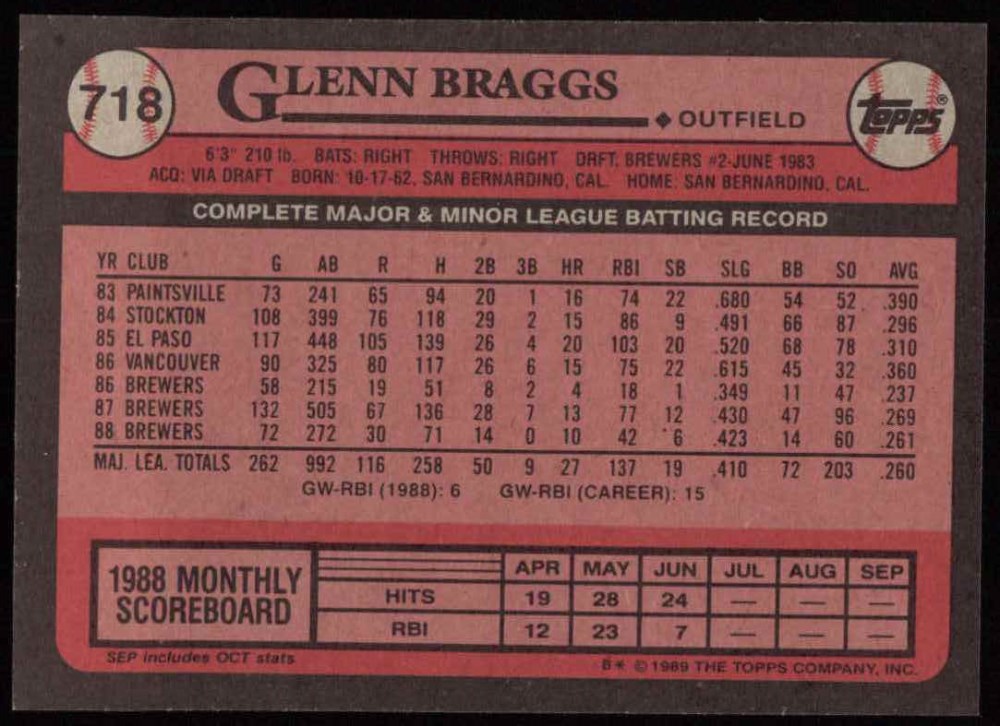 718 GLENN BRAGGS
◆ OUTFIELD
topps®
6'3" 210 lb. BATS: RIGHT THROWS: RIGHT DRFT. BREWERS #2-JUNE 1983
ACQ: VIA DRAFT BORN: 10-17-62, SAN BERNARDINO, CAL. HOME: SAN BERNARDINO, CAL.
COMPLETE MAJOR & MINOR LEAGUE BATTING RECORD
YR CLUB G AB R H 2B 3B HR RBI SB SLG BB SO AVG
83 PAINTSVILLE 73 241 65 94 20 1 16 74 22 .680 54 52 .390
84 STOCKTON 108 399 76 118 29 2 15 86 9 .491 66 87 .296
85 EL PASO 117 448 105 139 26 4 20 103 20 .520 68 78 .310
86 VANCOUVER 90 325 80 117 26 6 15 75 22 .615 45 32 .360
86 BREWERS 58 215 19 51 8 2 4 18 1 .349 11 47 .237
87 BREWERS 132 505 67 136 28 7 13 77 12 .430 47 96 .269
88 BREWERS 72 272 30 71 14 0 10 42 6 .423 14 60 .261
MAJ. LEA. TOTALS 262 992 116 258 50 9 27 137 19 .410 72 203 .260
GW-RBI (1988): 6 GW-RBI (CAREER): 15
1988 MONTHLY
SCOREBOARD
APR MAY JUN JUL AUG SEP
HITS 19 28 24 — — —
RBI 12 23 7 — — —
SEP includes OCT stats
B* © 1989 THE TOPPS COMPANY, INC.